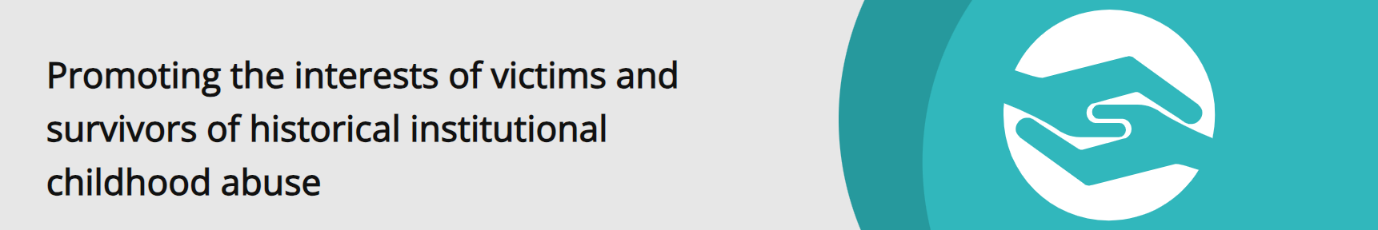 Promoting the interests of victims and
survivors of historical institutional
childhood abuse